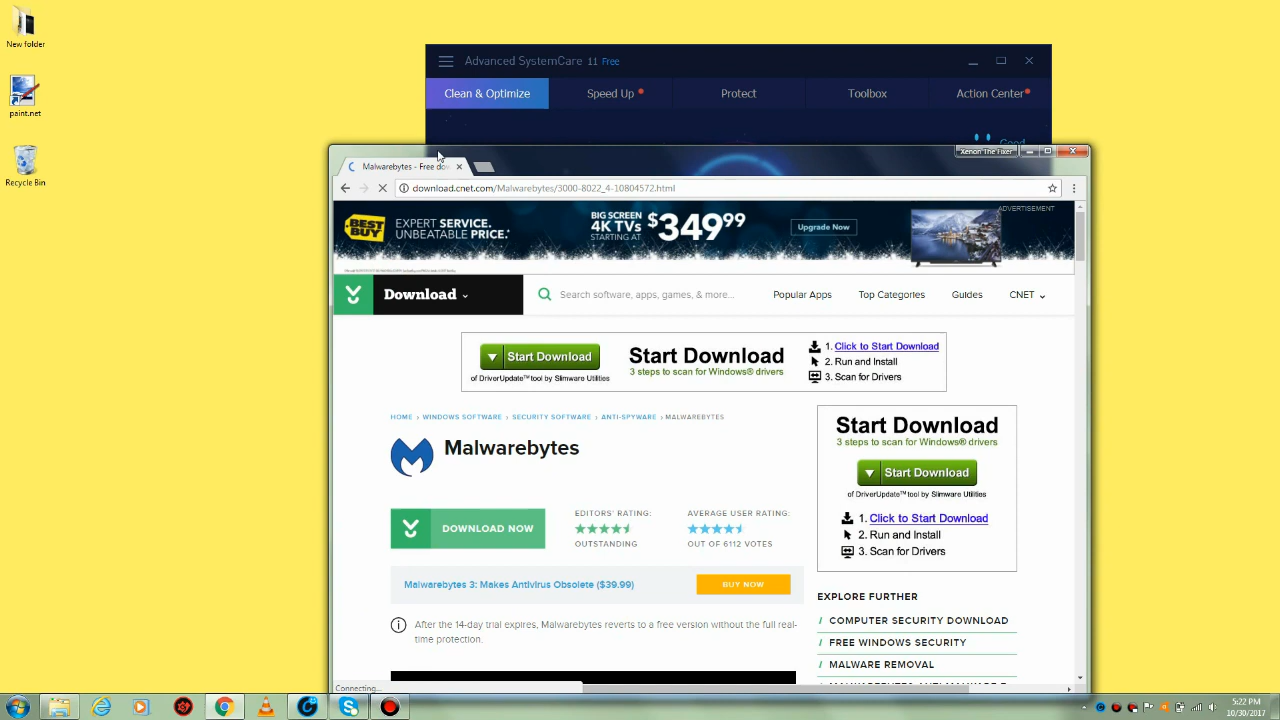 New folder
paint.net
Recycle Bin
Advanced SystemCare 11 Free
Clean & Optimize
Speed Up
Protect
Toolbox
Action Center
Good
Xenon The Fixer
Malwarebytes - Free dow
download.cnet.com/Malwarebytes/3000-8022_4-10804572.html
ADVERTISEMENT
BEST BUY
EXPERT SERVICE.
UNBEATABLE PRICE.
BIG SCREEN
4K TVs
STARTING AT
$349.99
Upgrade Now
Download
Search software, apps, games, & more...
Popular Apps
Top Categories
Guides
CNET
Start Download
of DriverUpdate™ tool by Slimware Utilities
Start Download
3 steps to scan for Windows® drivers
1. Click to Start Download
2. Run and Install
3. Scan for Drivers
HOME › WINDOWS SOFTWARE › SECURITY SOFTWARE › ANTI-SPYWARE › MALWAREBYTES
Malwarebytes
DOWNLOAD NOW
EDITORS' RATING:
OUTSTANDING
AVERAGE USER RATING:
OUT OF 6112 VOTES
Malwarebytes 3: Makes Antivirus Obsolete ($39.99)
BUY NOW
After the 14-day trial expires, Malwarebytes reverts to a free version without the full real-
time protection.
Start Download
3 steps to scan for Windows® drivers
Start Download
of DriverUpdate™ tool by Slimware Utilities
1. Click to Start Download
2. Run and Install
3. Scan for Drivers
EXPLORE FURTHER
/ COMPUTER SECURITY DOWNLOAD
/ FREE WINDOWS SECURITY
/ MALWARE REMOVAL
Connecting...
5:22 PM
10/30/2017